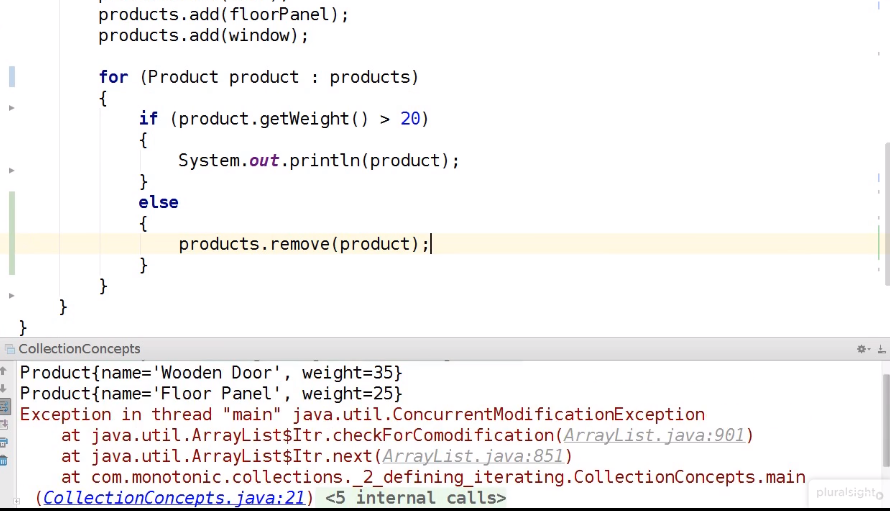 products.add(floorPanel);
products.add(window);
for (Product product : products)
{
if (product.getWeight() > 20)
{
System.out.println(product);
}
else
{
products.remove(product);
}
}
}
}
CollectionConcepts
Product{name='Wooden Door', weight=35}
Product{name='Floor Panel', weight=25}
Exception in thread "main" java.util.ConcurrentModificationException
at java.util.ArrayList$Itr.checkForComodification(ArrayList.java:901)
at java.util.ArrayList$Itr.next(ArrayList.java:851)
at com.monotonic.collections._2_defining_iterating.CollectionConcepts.main
(CollectionConcepts.java:21) <5 internal calls>
pluralsight